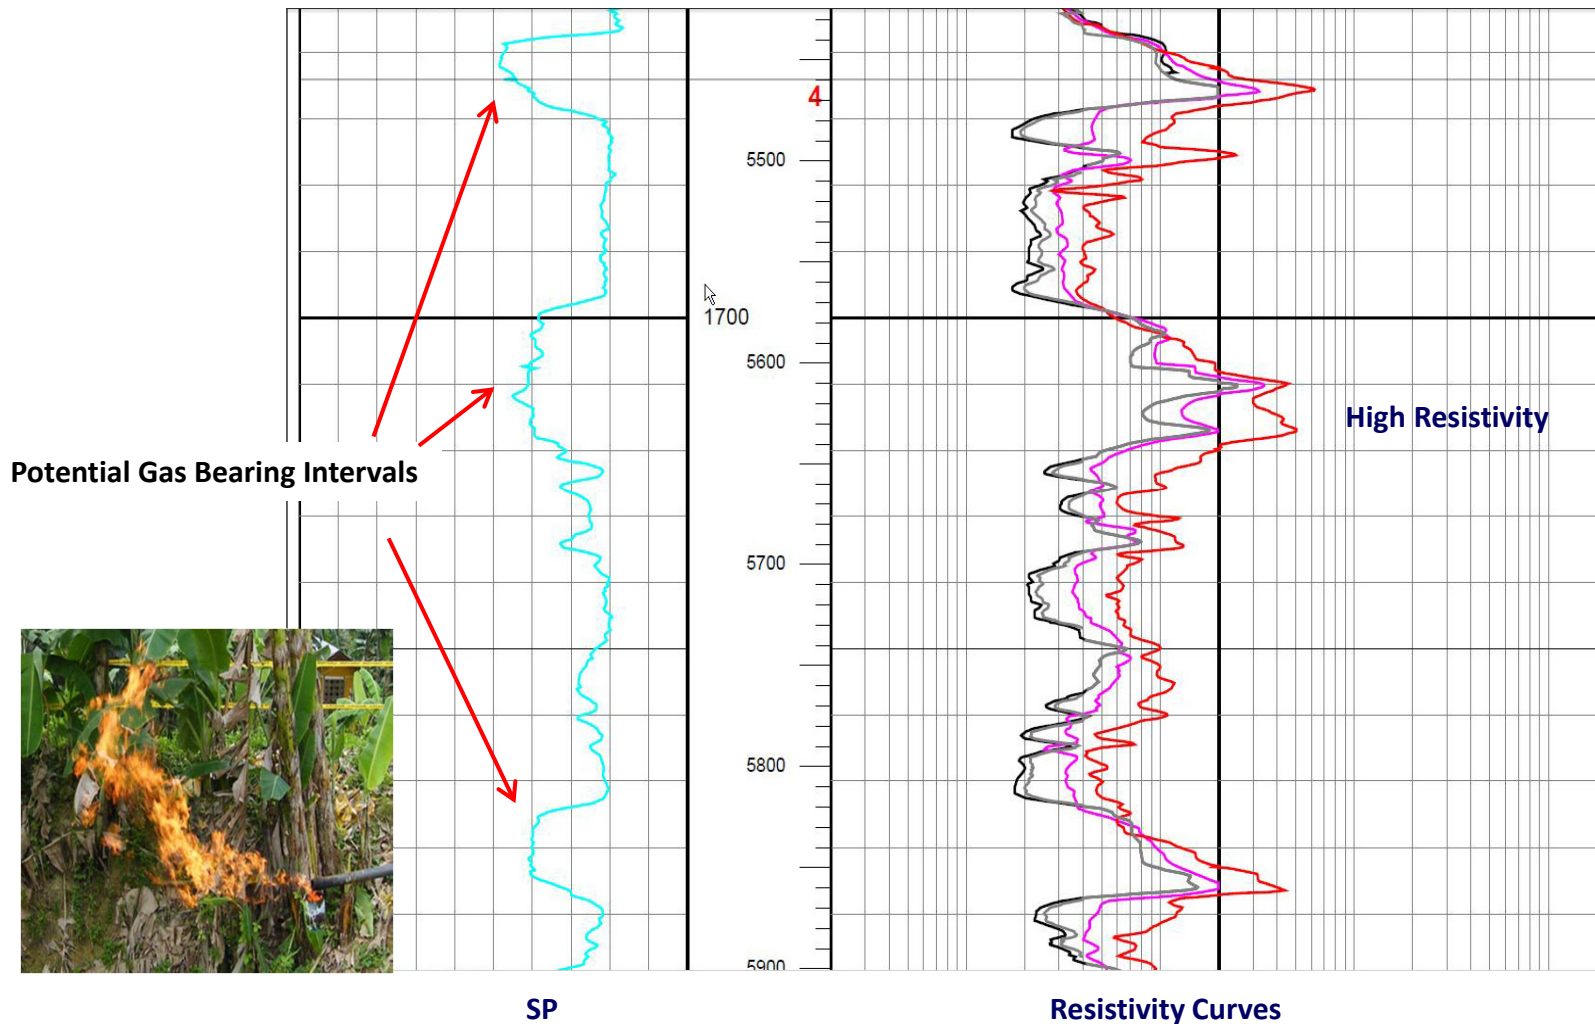 4
5500
1700
5600
High Resistivity
Potential Gas Bearing Intervals
5700
5800
5900
SP
Resistivity Curves